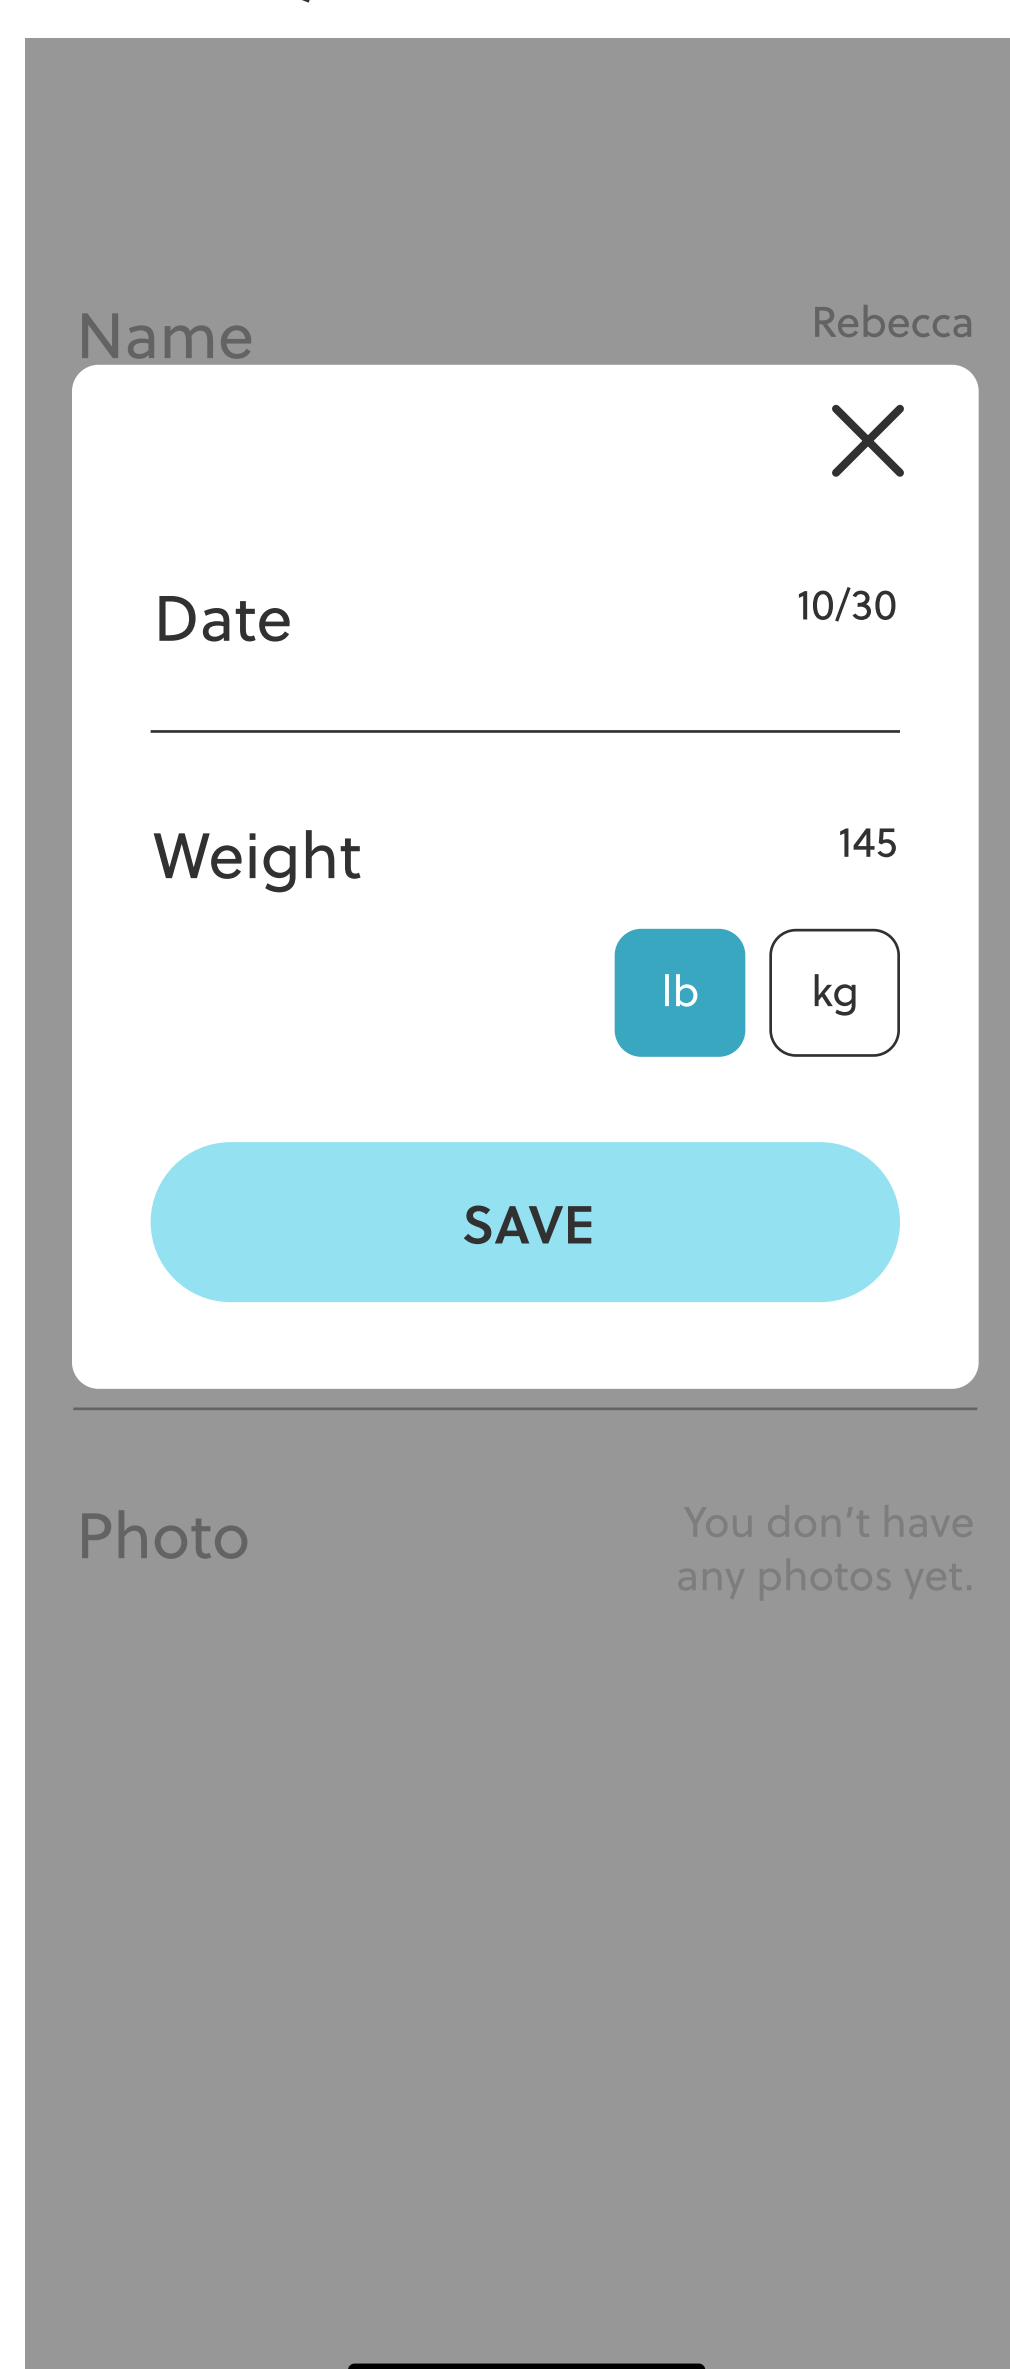 Name
Rebecca
Date
10/30
Weight
145
lb
kg
SAVE
Photo
You don't have
any photos yet.